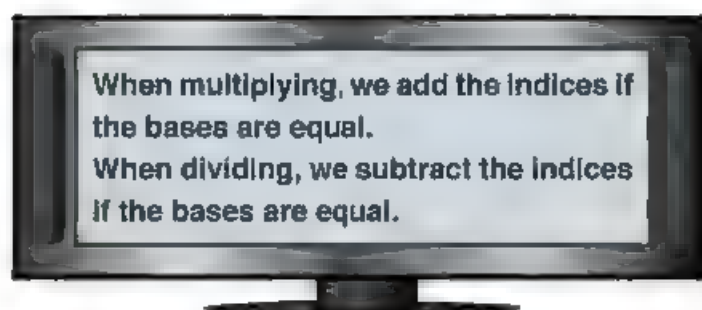 When multiplying, we add the indices if
the bases are equal.
When dividing, we subtract the indices
if the bases are equal.